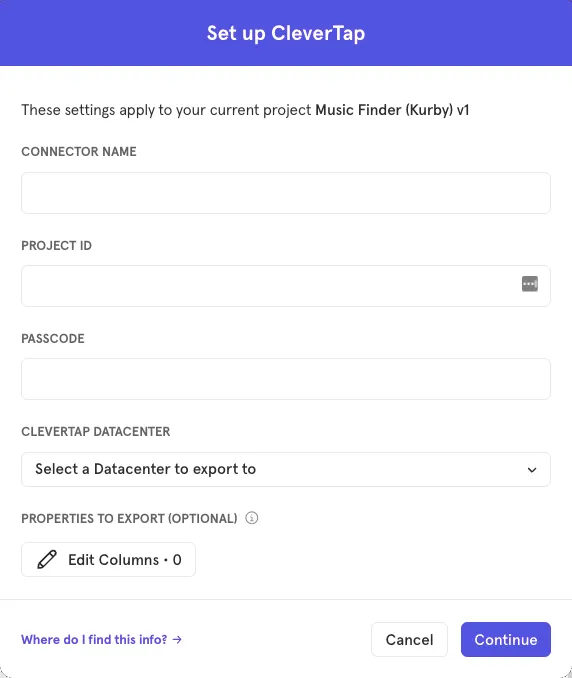 Set up CleverTap
These settings apply to your current project Music Finder (Kurby) v1
CONNECTOR NAME
PROJECT ID
PASSCODE
CLEVERTAP DATACENTER
Select a Datacenter to export to
PROPERTIES TO EXPORT (OPTIONAL)
Edit Columns • 0
Where do I find this info? →
Cancel
Continue